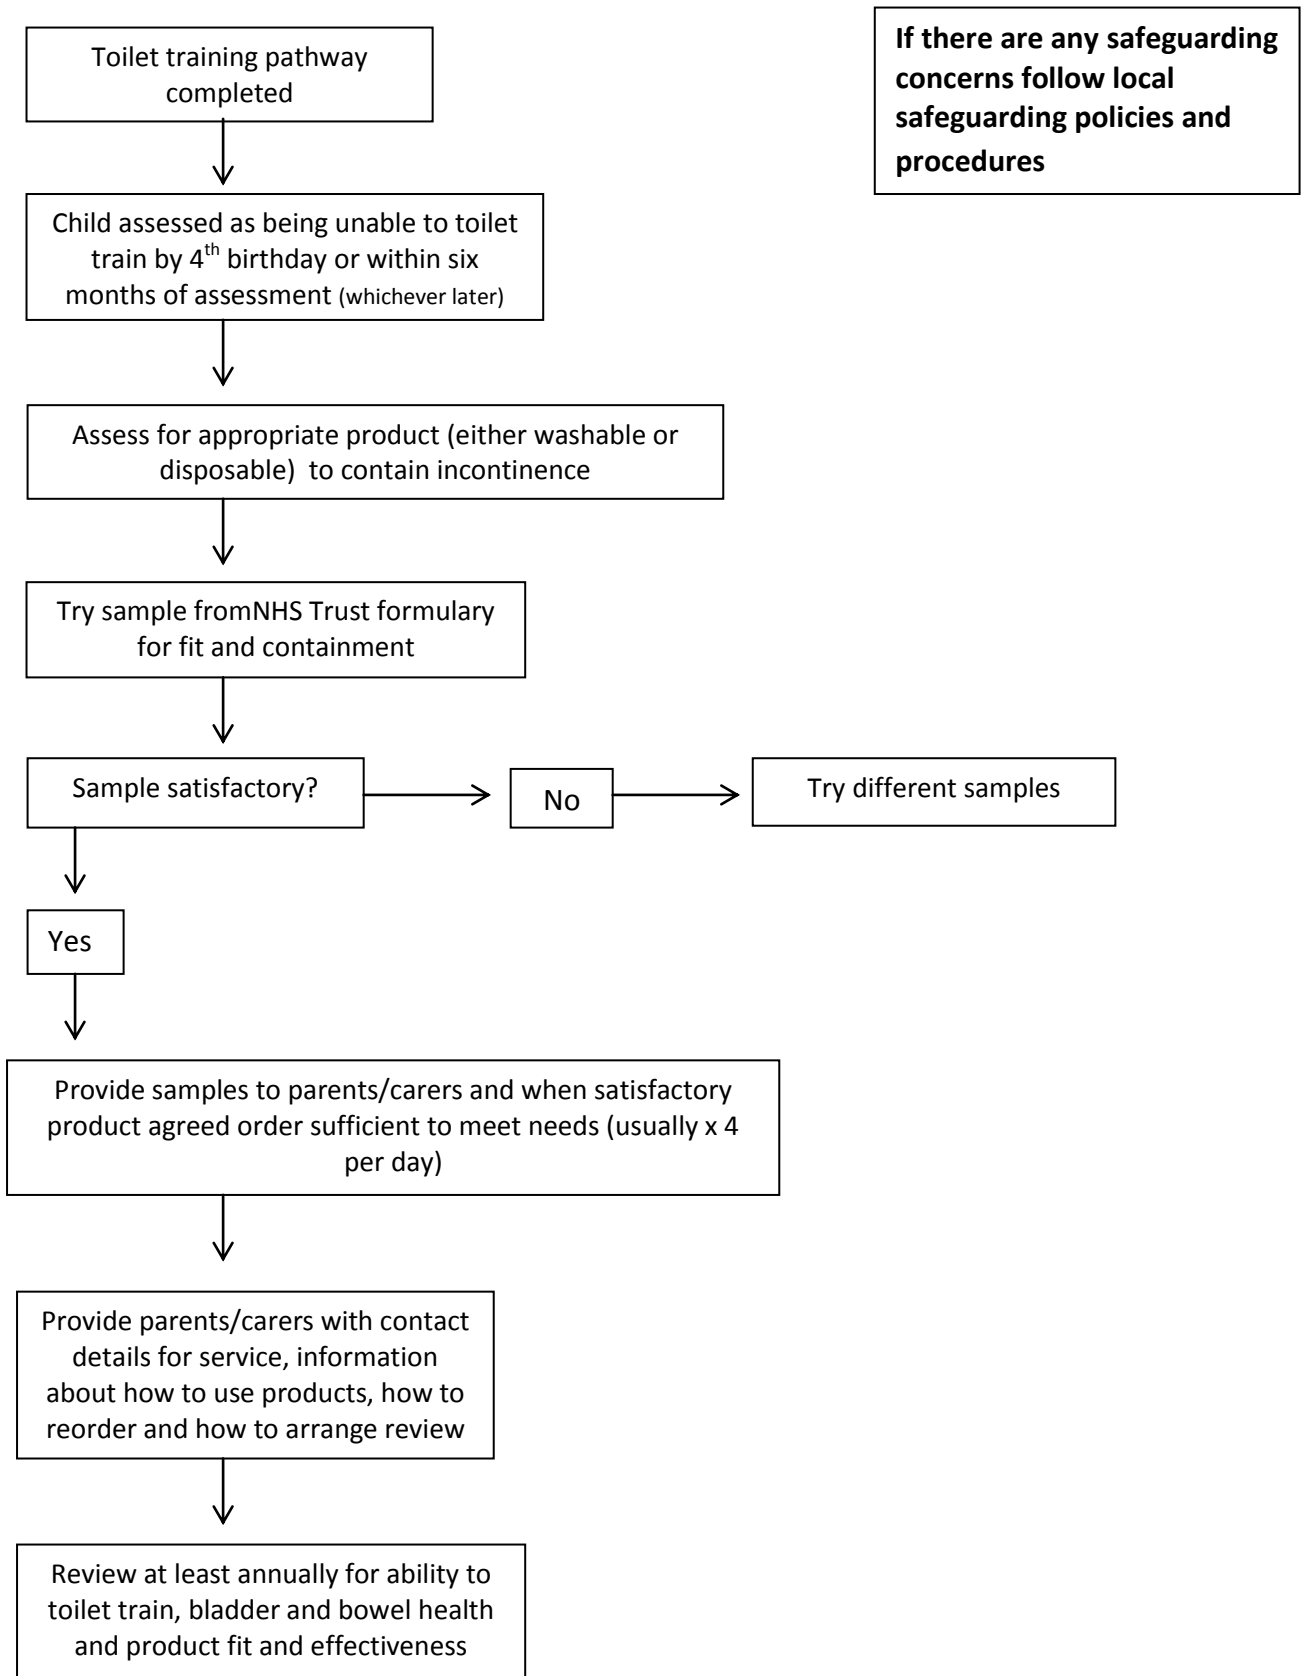 Toilet training pathway
completed
If there are any safeguarding
concerns follow local
safeguarding policies and
procedures
Child assessed as being unable to toilet
train by 4th birthday or within six
months of assessment (whichever later)
Assess for appropriate product (either washable or
disposable)  to contain incontinence
Try sample fromNHS Trust formulary
for fit and containment
Sample satisfactory?
No
Try different samples
Yes
Provide samples to parents/carers and when satisfactory
product agreed order sufficient to meet needs (usually x 4
per day)
Provide parents/carers with contact
details for service, information
about how to use products, how to
reorder and how to arrange review
Review at least annually for ability to
toilet train, bladder and bowel health
and product fit and effectiveness